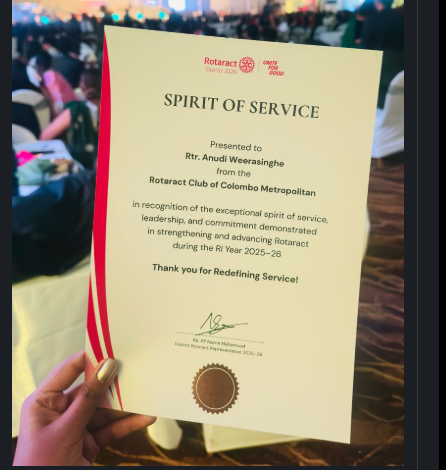 Rotaract
District 3220
UNITE
FOR
GOOD
SPIRIT OF SERVICE
Presented to
Rtr. Anudi Weerasinghe
from the
Rotaract Club of Colombo Metropolitan
in recognition of the exceptional spirit of service,
leadership, and commitment demonstrated
in strengthening and advancing Rotaract
during the RI Year 2025–26
Thank you for Redefining Service!
District Rotaract Representative 2025-26